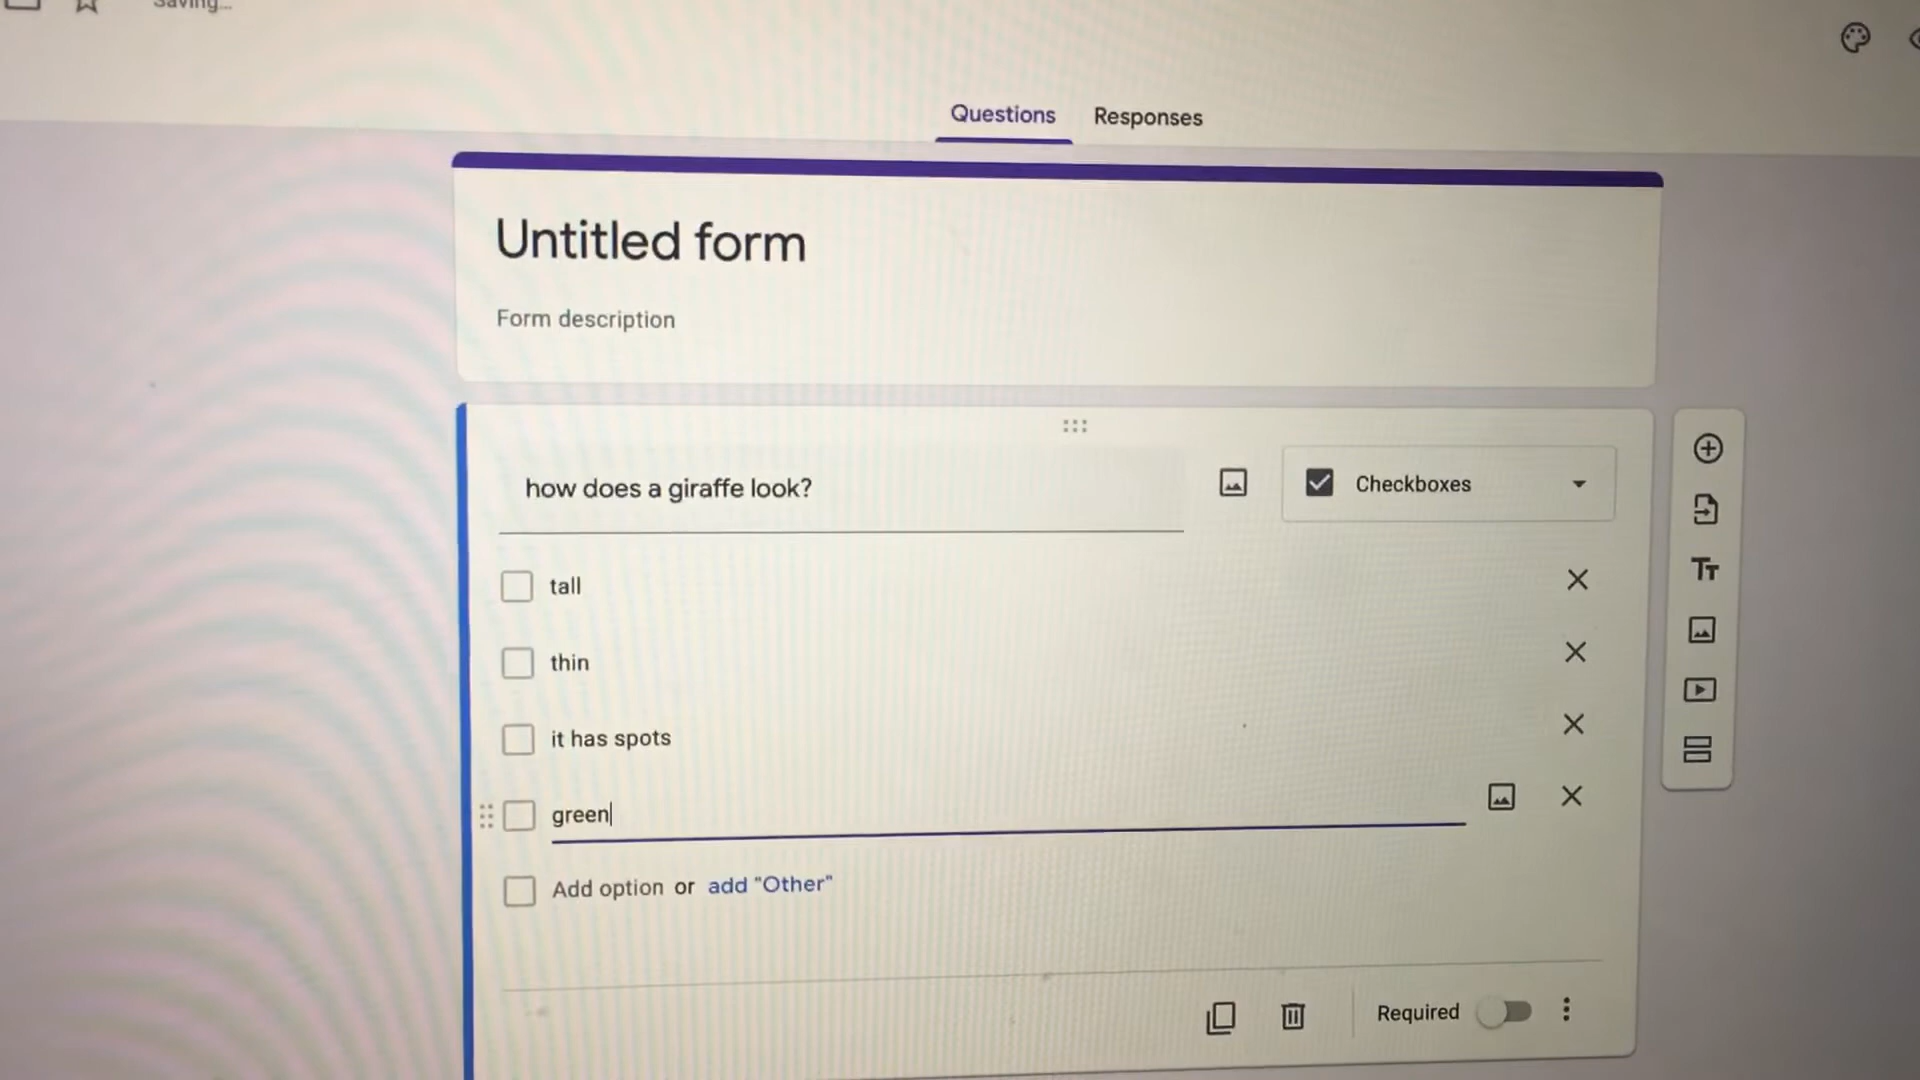 Saving...
Questions Responses
Untitled form
Form description
how does a giraffe look?
Checkboxes
tall
thin
it has spots
green
Add option or add "Other"
Required